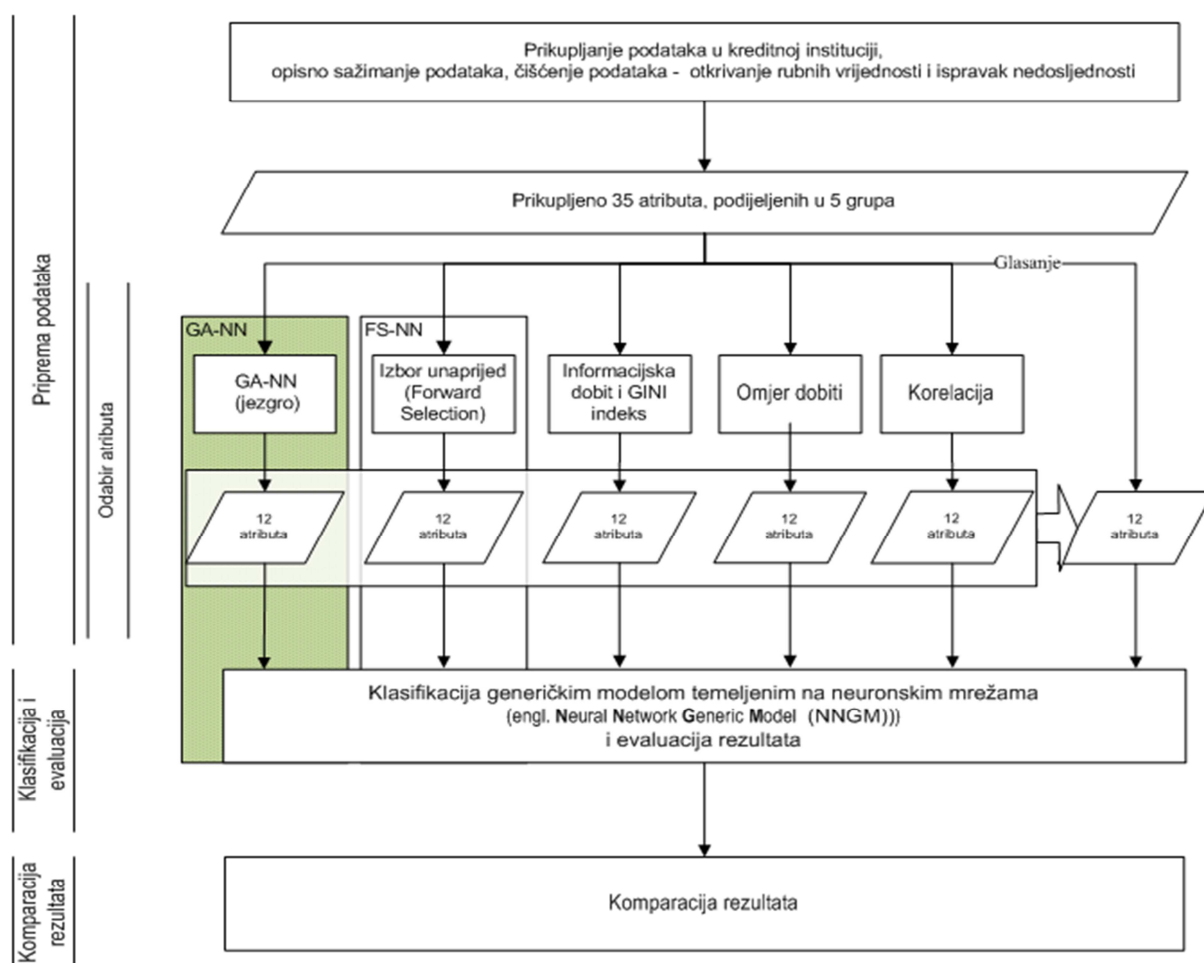 Prikupljanje podataka u kreditnoj instituciji,
opisno sažimanje podataka, čišćenje podataka - otkrivanje rubnih vrijednosti i ispravak nedosljednosti
Prikupljeno 35 atributa, podijeljenih u 5 grupa
Glasanje
Priprema podataka
Odabir atributa
GA-NN
GA-NN
(jezgro)
FS-NN
Izbor unaprijed
(Forward
Selection)
Informacijska
dobit i GINI
indeks
Omjer dobiti
Korelacija
12
atributa
12
atributa
12
atributa
12
atributa
12
atributa
12
atributa
Klasifikacija i
evaluacija
Klasifikacija generičkim modelom temeljenim na neuronskim mrežama
(engl. Neural Network Generic Model (NNGM)))
i evaluacija rezultata
Komparacija
rezultata
Komparacija rezultata